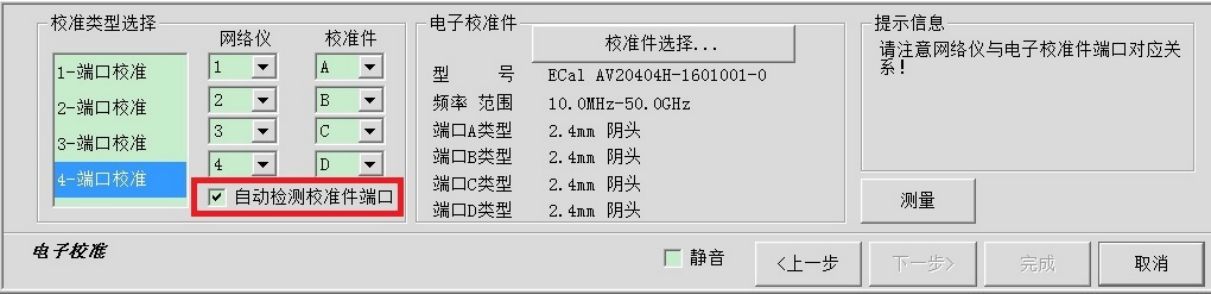 校准类型选择
网络仪 校准件
1-端口校准
2-端口校准
3-端口校准
4-端口校准
1 A
2 B
3 C
4 D
自动检测校准件端口
电子校准件
校准件选择...
型 号 ECal AV20404H-1601001-0
频率 范围 10.0MHz-50.0GHz
端口A类型 2.4mm 阴头
端口B类型 2.4mm 阴头
端口C类型 2.4mm 阴头
端口D类型 2.4mm 阴头
提示信息
请注意网络仪与电子校准件端口对应关
系!
测量
电子校准
静音
<上一步
下一步>
完成
取消